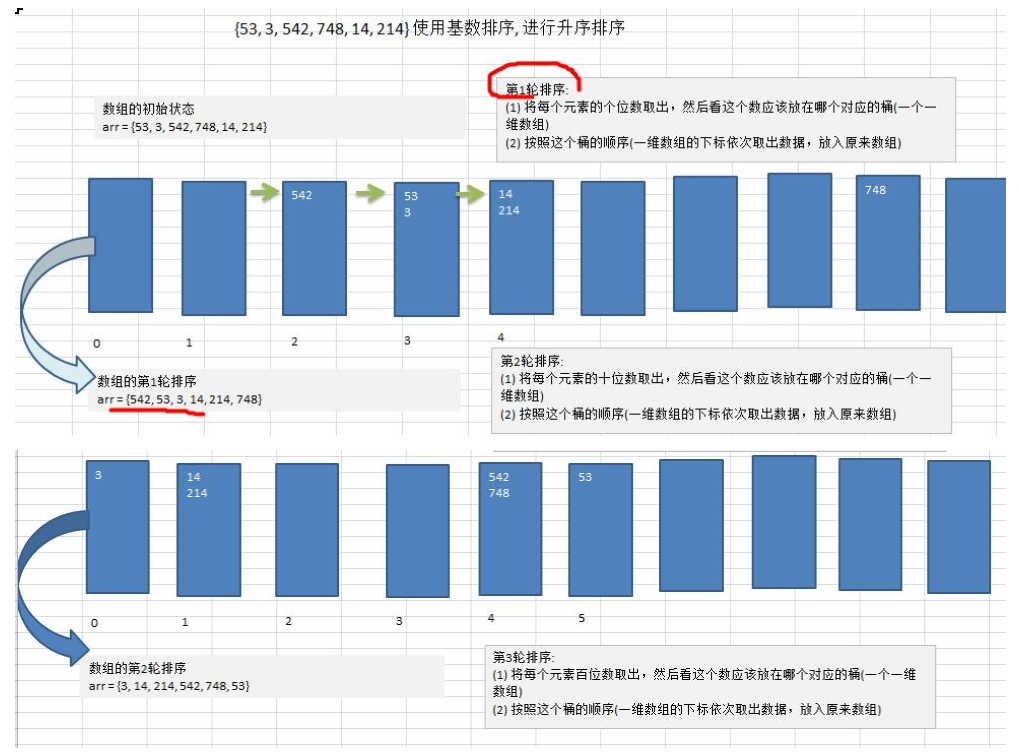 {53, 3, 542, 748, 14, 214} 使用基数排序, 进行升序排序
数组的初始状态
arr = {53, 3, 542, 748, 14, 214}
第1轮排序:
(1) 将每个元素的个位数取出，然后看这个数应该放在哪个对应的桶(一个一
维数组)
(2) 按照这个桶的顺序(一维数组的下标依次取出数据，放入原来数组)
542
53
3
14
214
748
0
1
2
3
4
数组的第1轮排序
arr = {542, 53, 3, 14, 214, 748}
第2轮排序:
(1) 将每个元素的十位数取出，然后看这个数应该放在哪个对应的桶(一个一
维数组)
(2) 按照这个桶的顺序(一维数组的下标依次取出数据，放入原来数组)
3
14
214
542
748
53
0
1
2
3
4
5
数组的第2轮排序
arr = {3, 14, 214, 542, 748, 53}
第3轮排序:
(1) 将每个元素百位数取出，然后看这个数应该放在哪个对应的桶(一个一维
数组)
(2) 按照这个桶的顺序(一维数组的下标依次取出数据，放入原来数组)